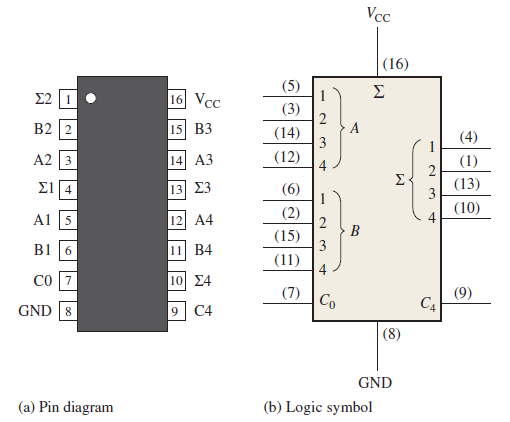 V_CC
(16)
Σ2 1 16 V_CC
B2 2 15 B3
A2 3 14 A3
Σ1 4 13 Σ3
A1 5 12 A4
B1 6 11 B4
C0 7 10 Σ4
GND 8 9 C4
Σ
(5) 1
(3) 2
(14) 3
(12) 4
A
(6) 1
(2) 2
(15) 3
(11) 4
B
(7) C_0
Σ
1 (4)
2 (1)
3 (13)
4 (10)
C_4 (9)
(8)
GND
(a) Pin diagram
(b) Logic symbol